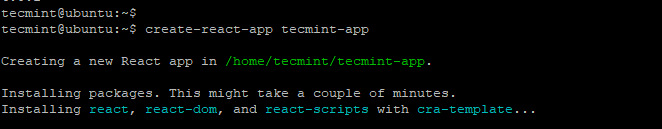 tecmint@ubuntu:~$
tecmint@ubuntu:~$ create-react-app tecmint-app
Creating a new React app in /home/tecmint/tecmint-app.
Installing packages. This might take a couple of minutes.
Installing react, react-dom, and react-scripts with cra-template...